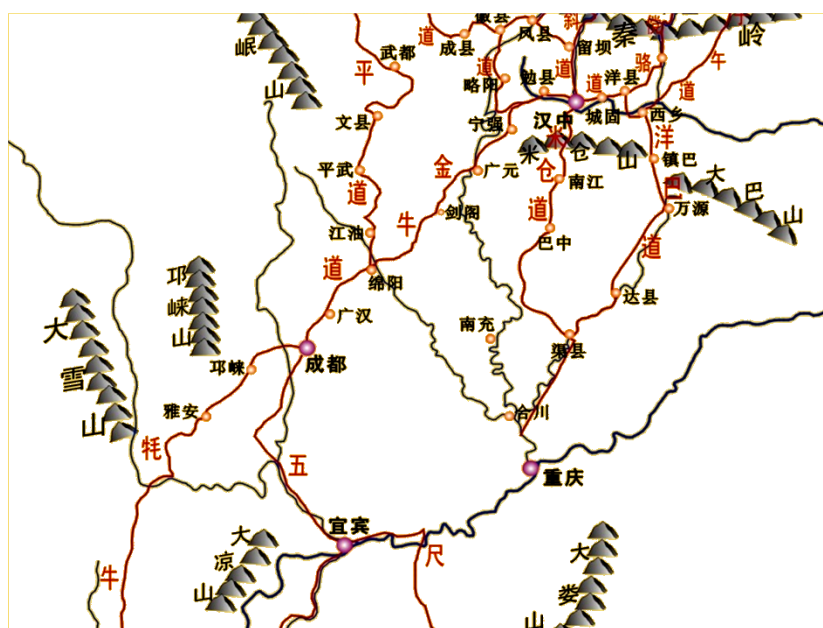 岷山
平道
武都
文县
平武
江油
绵阳
道
成县
徽县
凤县
道
略阳
斜道
留坝
勉县
宁强
汉中
秦岭
骆
道
洋县
城固
西乡
午道
米仓山
米仓道
南江
巴中
金牛道
广元
剑阁
广汉
成都
洋巴道
镇巴
万源
大巴山
达县
渠县
南充
合川
重庆
邛崃山
邛崃
雅安
大雪山
牦牛
五尺
宜宾
大凉山
大娄山